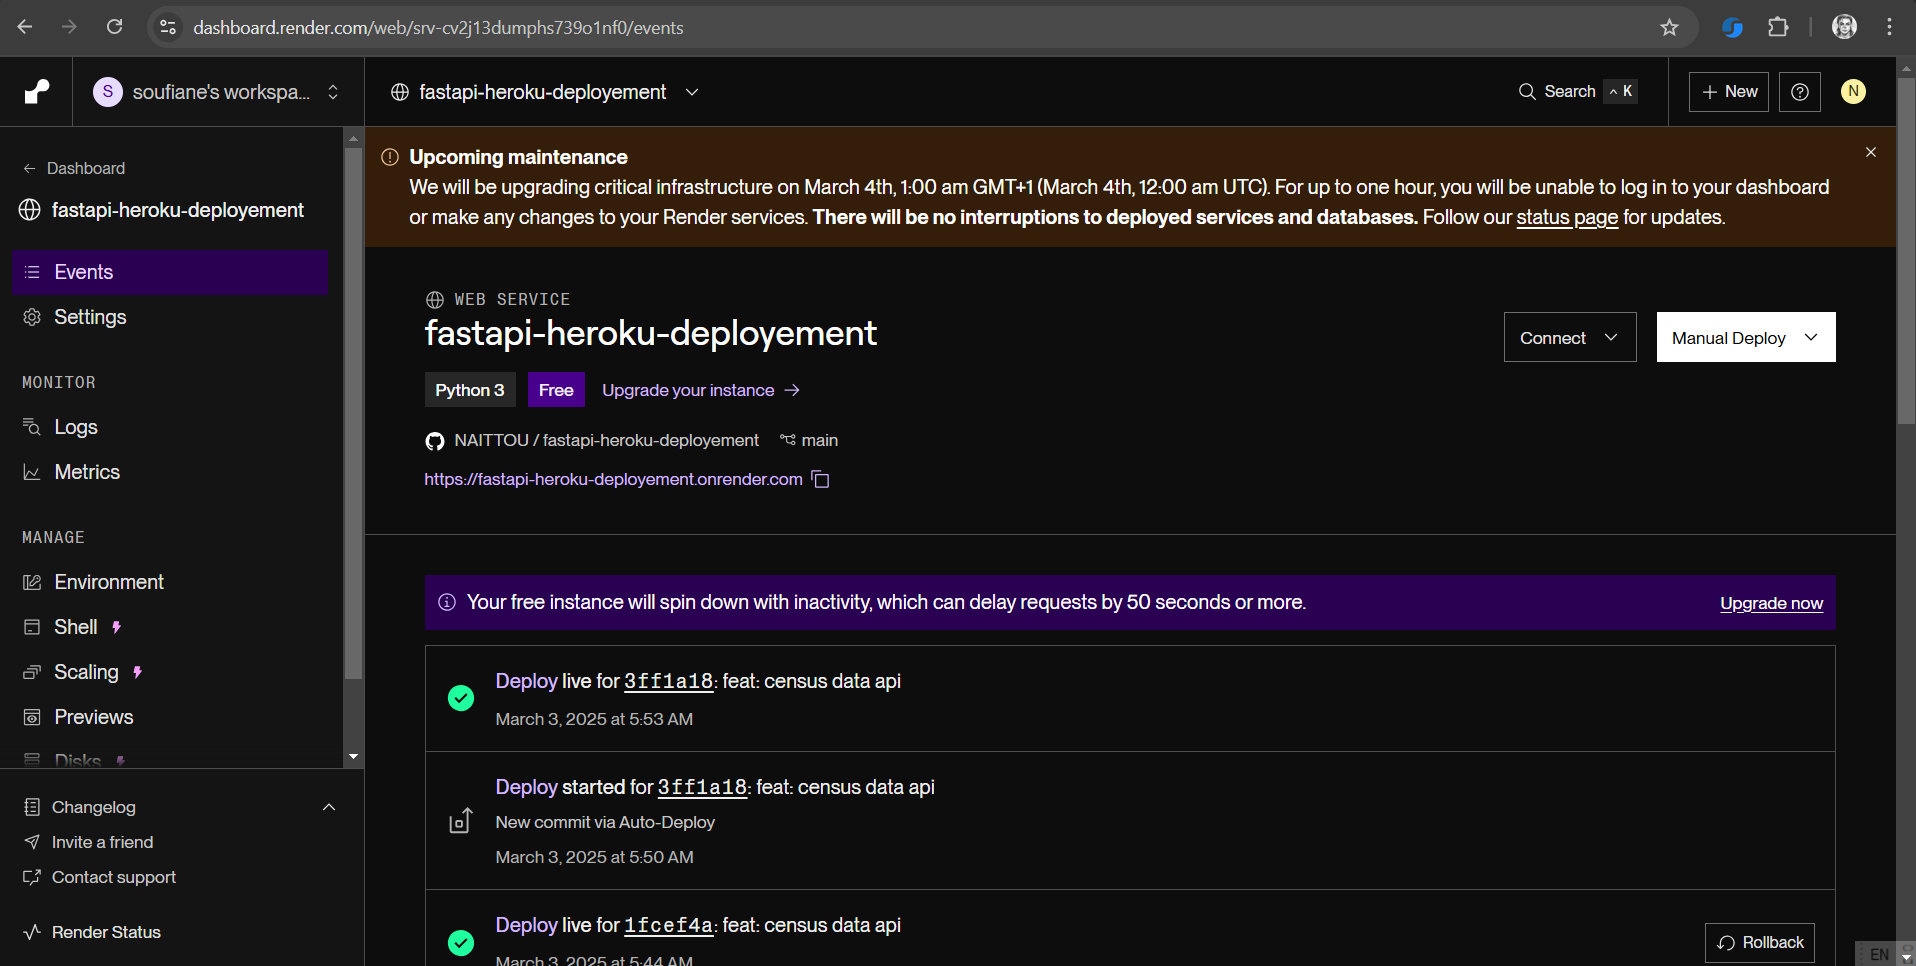 dashboard.render.com/web/srv-cv2j13dumphs739o1nf0/events
S soufiane's workspa...
fastapi-heroku-deployement
Search ^ K
+ New
N
Dashboard
fastapi-heroku-deployement
Events
Settings
MONITOR
Logs
Metrics
MANAGE
Environment
Shell
Scaling
Previews
Disks
Changelog
Invite a friend
Contact support
Render Status
Upcoming maintenance
We will be upgrading critical infrastructure on March 4th, 1:00 am GMT+1 (March 4th, 12:00 am UTC). For up to one hour, you will be unable to log in to your dashboard
or make any changes to your Render services. There will be no interruptions to deployed services and databases. Follow our status page for updates.
WEB SERVICE
fastapi-heroku-deployement
Connect
Manual Deploy
Python 3 Free Upgrade your instance →
NAITTOU / fastapi-heroku-deployement main
https://fastapi-heroku-deployement.onrender.com
Your free instance will spin down with inactivity, which can delay requests by 50 seconds or more.
Upgrade now
Deploy live for 3ff1a18: feat: census data api
March 3, 2025 at 5:53 AM
Deploy started for 3ff1a18: feat: census data api
New commit via Auto-Deploy
March 3, 2025 at 5:50 AM
Deploy live for 1fcef4a: feat: census data api
March 3, 2025 at 5:44 AM
Rollback
EN